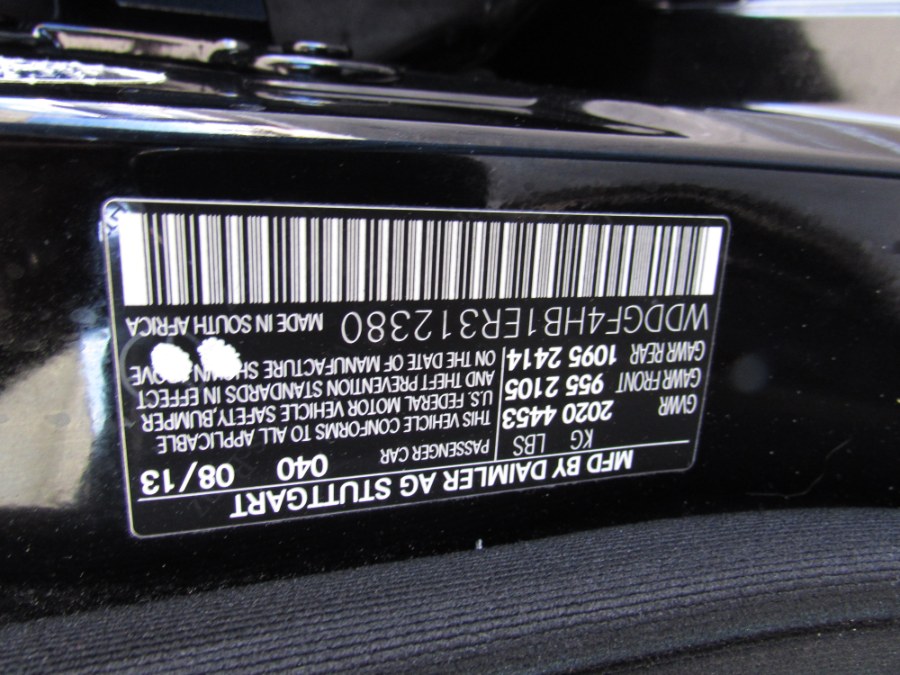 MFD BY DAIMLER AG STUTTGART
KG LBS
GVWR 2020 4453
GAWR FRONT 955 2105
GAWR REAR 1095 2414
PASSENGER CAR 040 08/13
THIS VEHICLE CONFORMS TO ALL APPLICABLE
U.S. FEDERAL MOTOR VEHICLE SAFETY, BUMPER
AND THEFT PREVENTION STANDARDS IN EFFECT
ON THE DATE OF MANUFACTURE SHOWN ABOVE
WDDGF4HB1ER312380 MADE IN SOUTH AFRICA